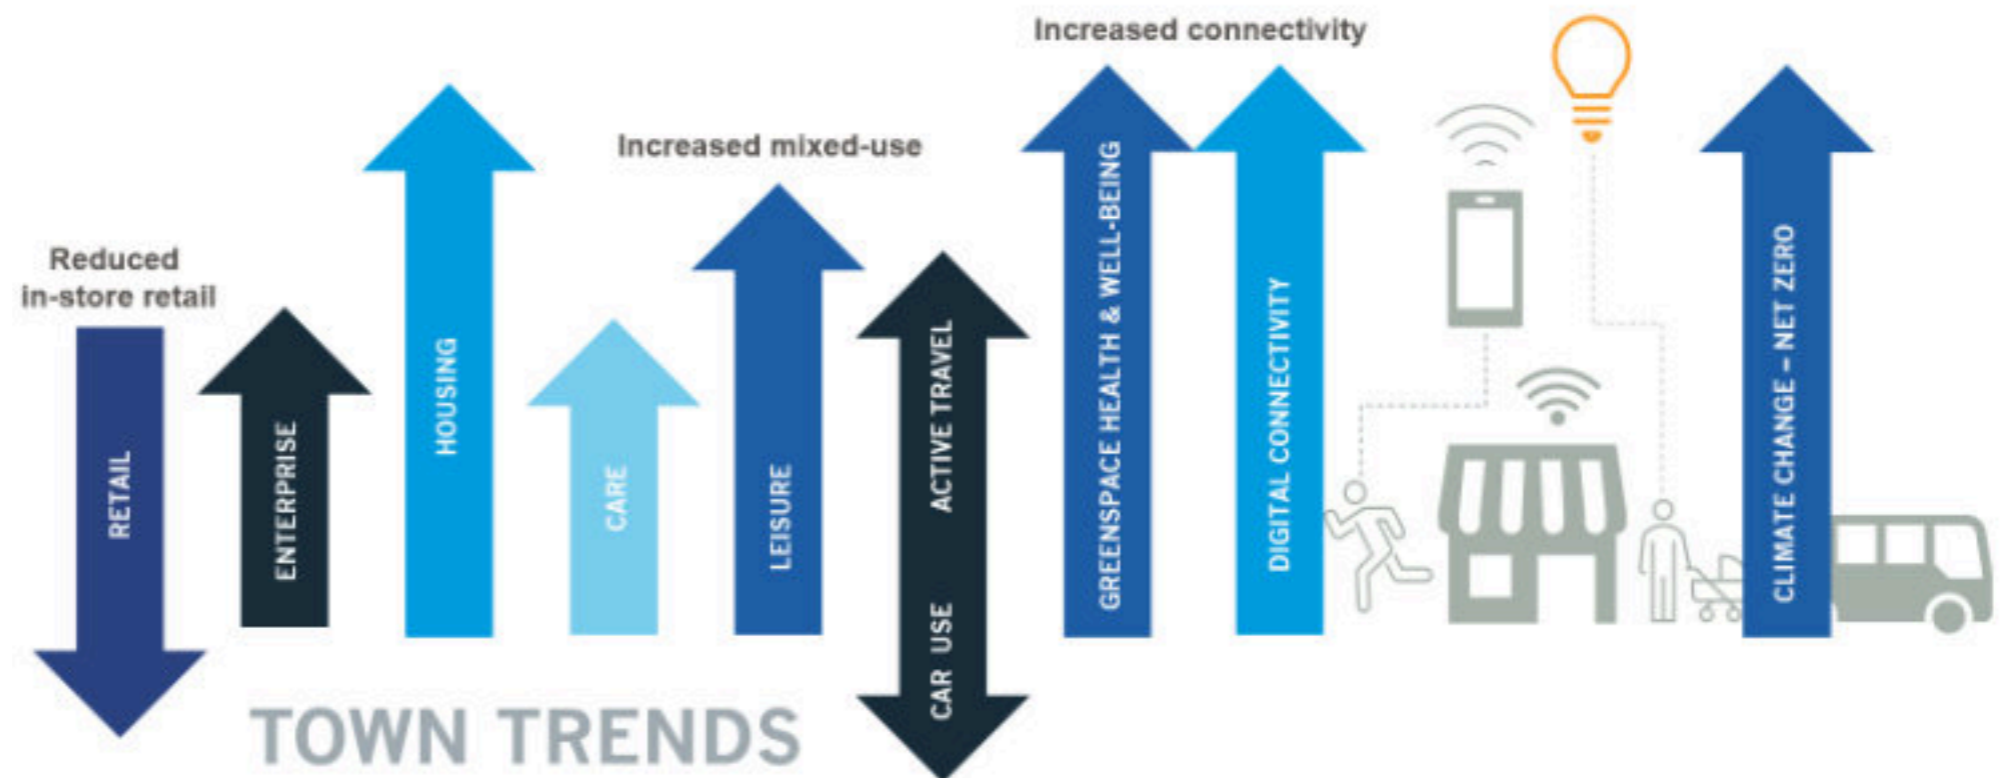 Increased connectivity
Increased mixed-use
Reduced
in-store retail
RETAIL
ENTERPRISE
HOUSING
CARE
LEISURE
CAR USE
ACTIVE TRAVEL
GREENSPACE HEALTH & WELL-BEING
DIGITAL CONNECTIVITY
CLIMATE CHANGE – NET ZERO
TOWN TRENDS